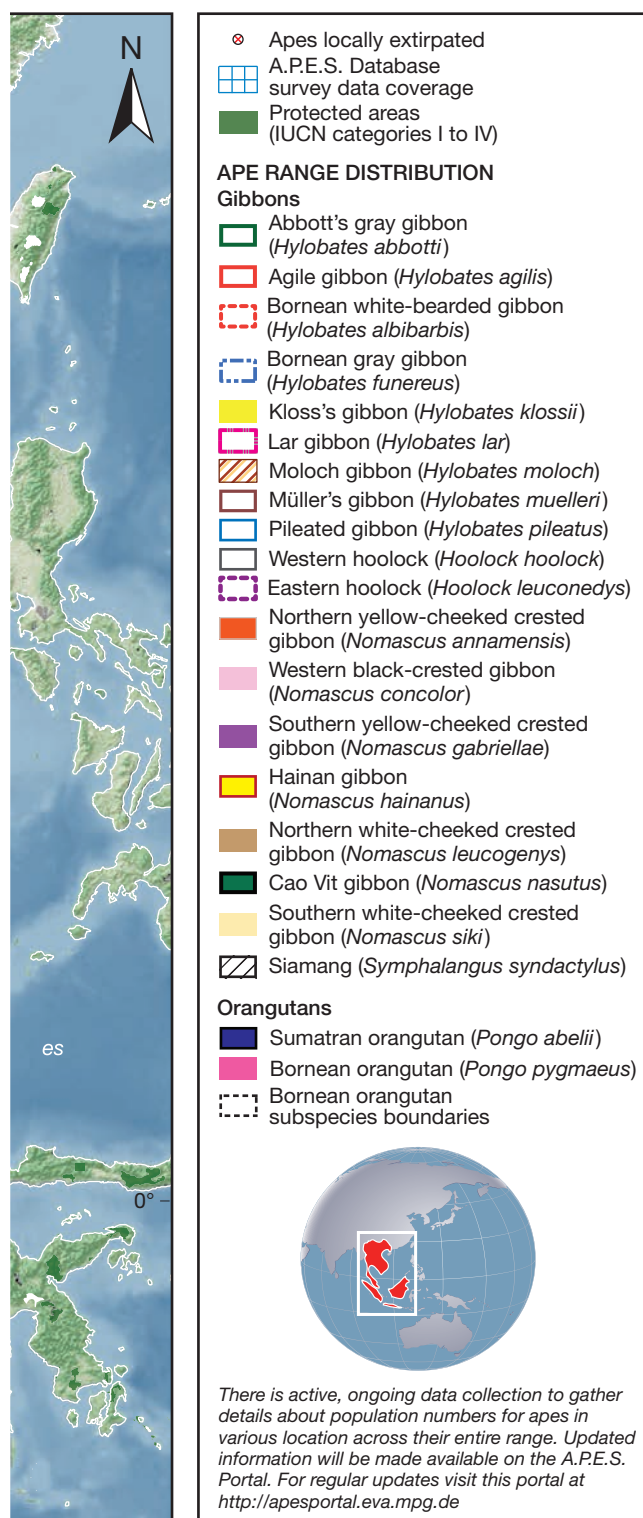 N
es
0°
Apes locally extirpated
A.P.E.S. Database
survey data coverage
Protected areas
(IUCN categories I to IV)
APE RANGE DISTRIBUTION
Gibbons
Abbott's gray gibbon
(Hylobates abbotti)
Agile gibbon (Hylobates agilis)
Bornean white-bearded gibbon
(Hylobates albibarbis)
Bornean gray gibbon
(Hylobates funereus)
Kloss's gibbon (Hylobates klossii)
Lar gibbon (Hylobates lar)
Moloch gibbon (Hylobates moloch)
Müller's gibbon (Hylobates muelleri)
Pileated gibbon (Hylobates pileatus)
Western hoolock (Hoolock hoolock)
Eastern hoolock (Hoolock leuconedys)
Northern yellow-cheeked crested
gibbon (Nomascus annamensis)
Western black-crested gibbon
(Nomascus concolor)
Southern yellow-cheeked crested
gibbon (Nomascus gabriellae)
Hainan gibbon
(Nomascus hainanus)
Northern white-cheeked crested
gibbon (Nomascus leucogenys)
Cao Vit gibbon (Nomascus nasutus)
Southern white-cheeked crested
gibbon (Nomascus siki)
Siamang (Symphalangus syndactylus)
Orangutans
Sumatran orangutan (Pongo abelii)
Bornean orangutan (Pongo pygmaeus)
Bornean orangutan
subspecies boundaries
There is active, ongoing data collection to gather
details about population numbers for apes in
various location across their entire range. Updated
information will be made available on the A.P.E.S.
Portal. For regular updates visit this portal at
http://apesportal.eva.mpg.de